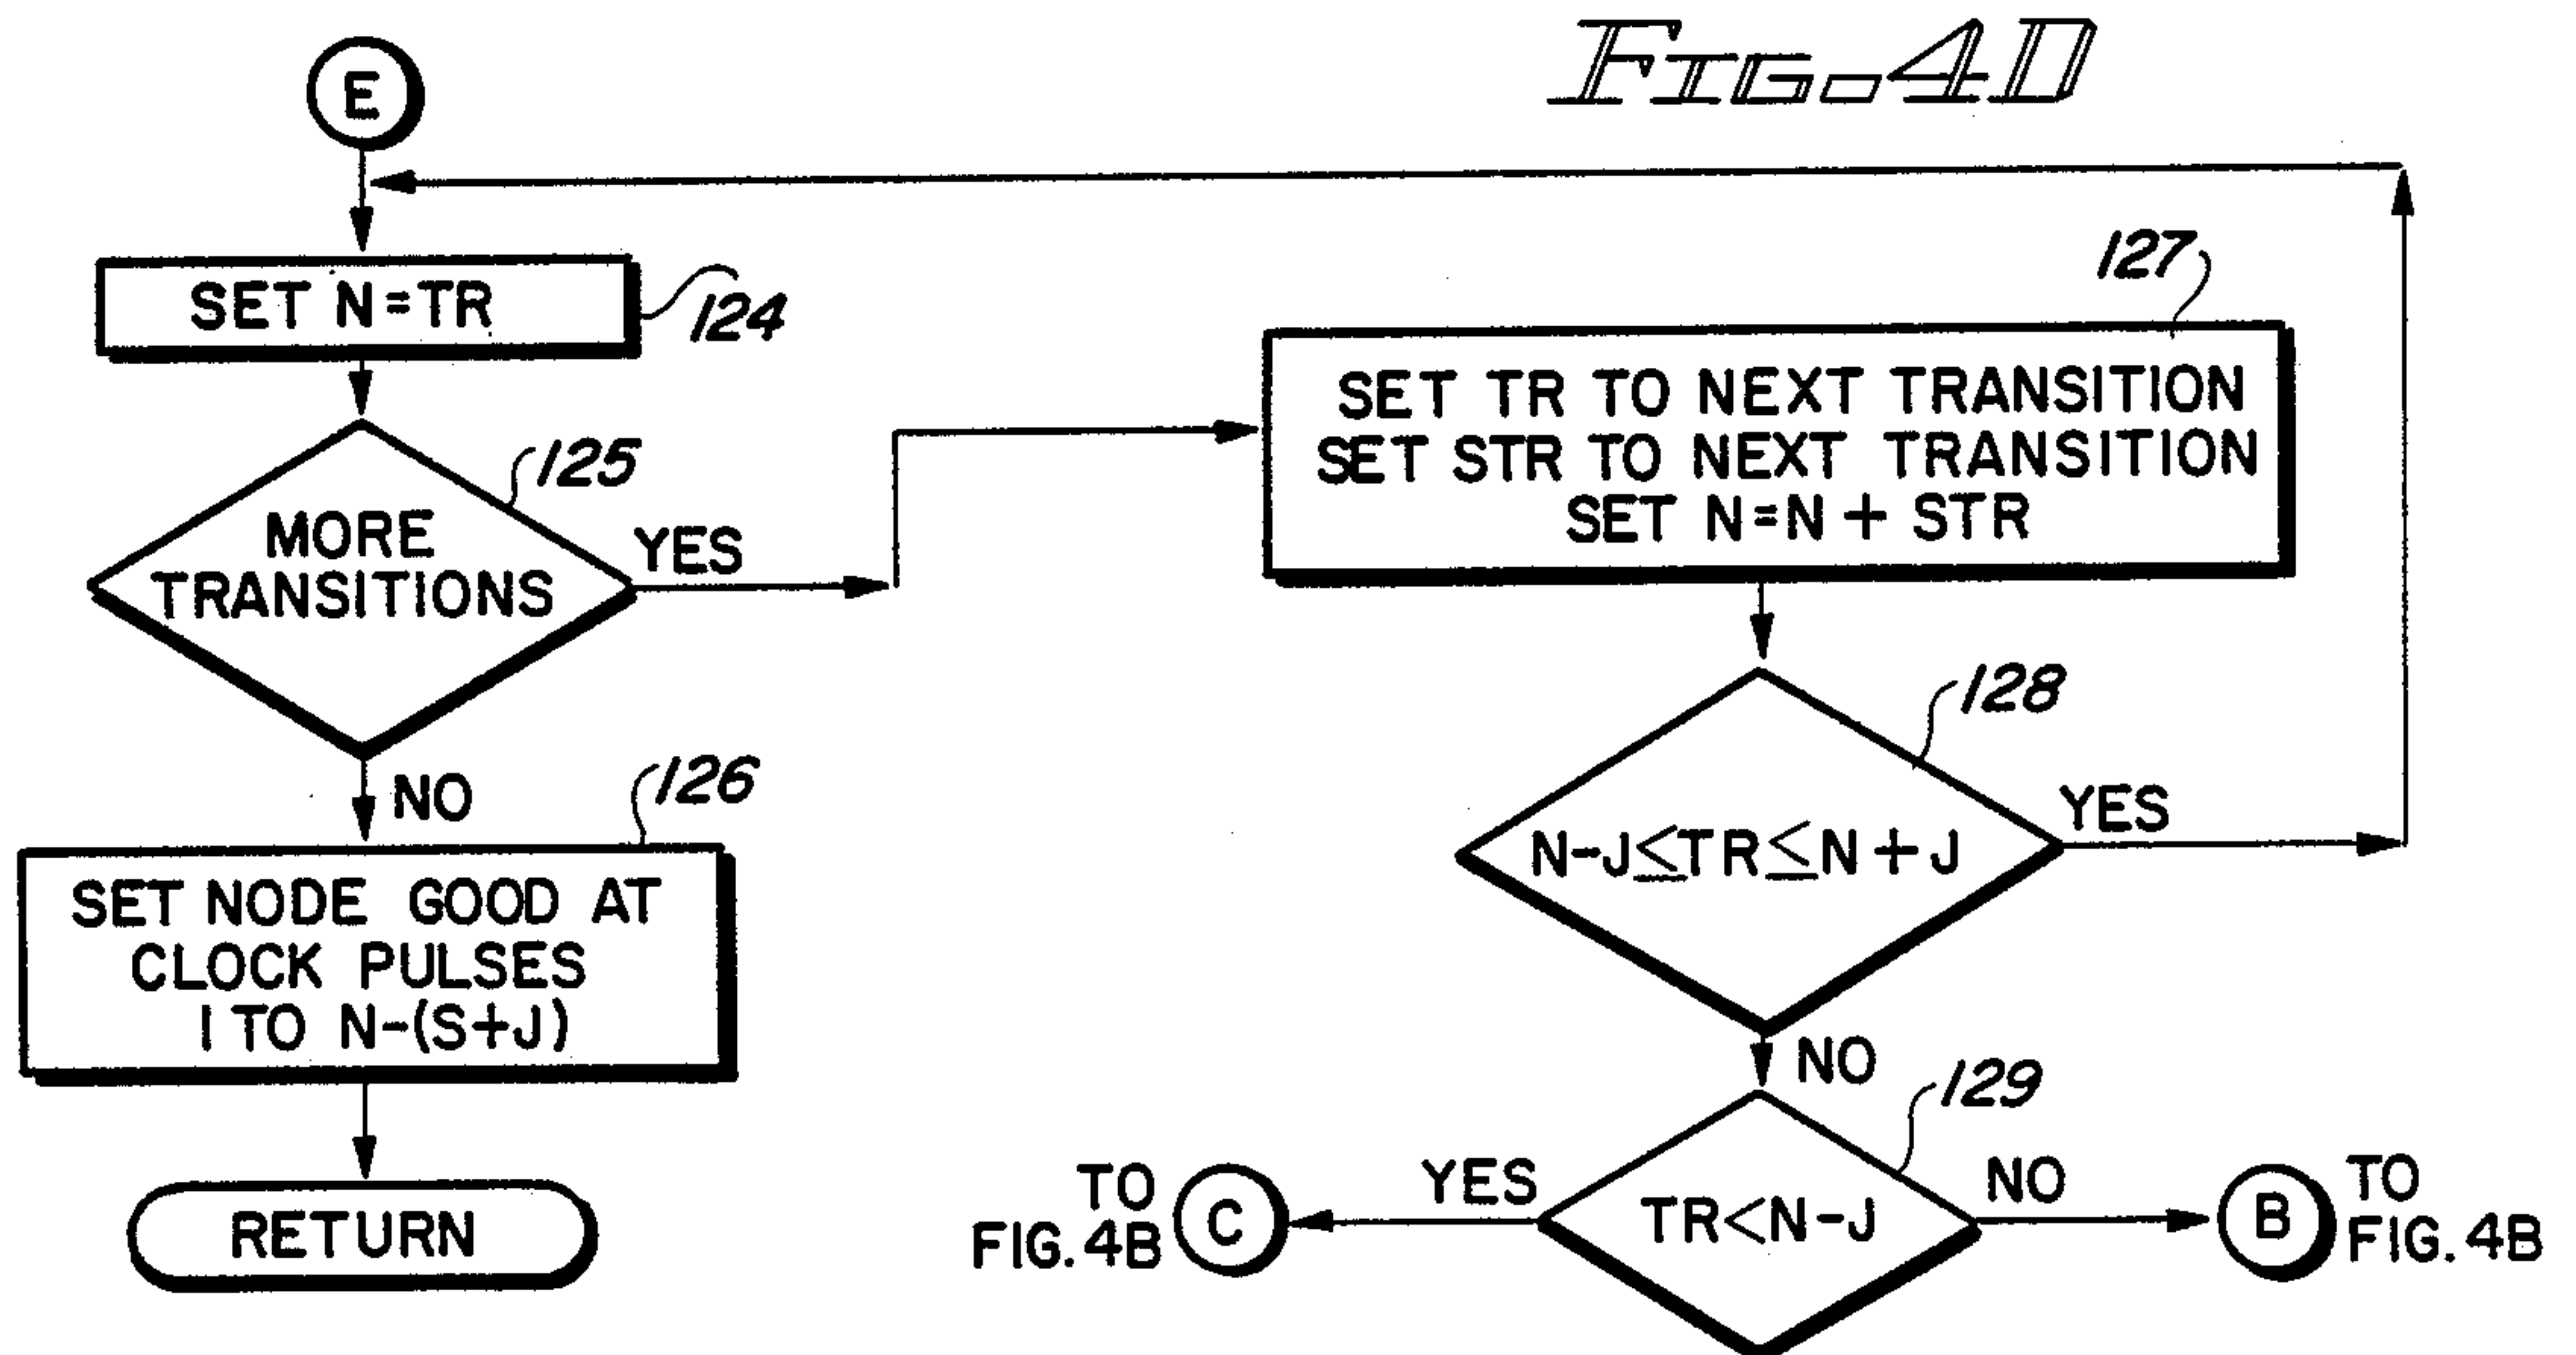 FIG. 4D
E
SET N=TR
124
125
MORE
TRANSITIONS
YES
NO
126
SET NODE GOOD AT
CLOCK PULSES
1 TO N-(S+J)
RETURN
127
SET TR TO NEXT TRANSITION
SET STR TO NEXT TRANSITION
SET N=N + STR
128
N-J≤TR≤N+J
YES
NO
129
TR<N-J
YES
C
TO
FIG. 4B
NO
B
TO
FIG. 4B